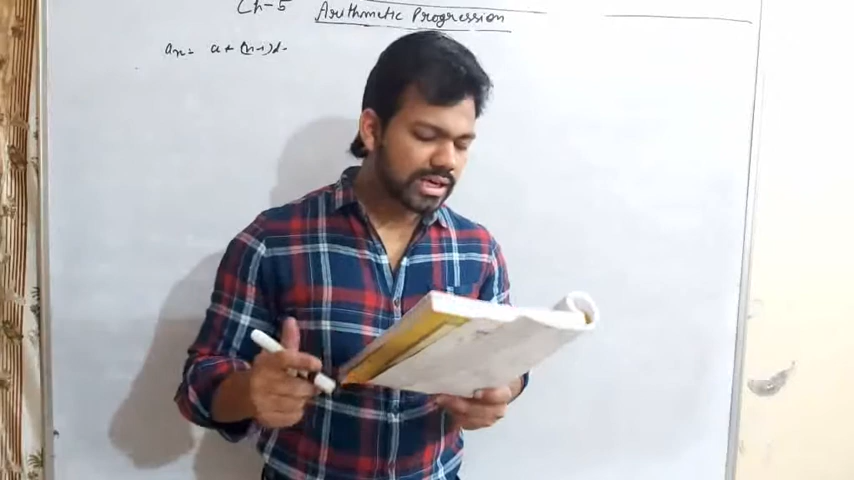 Ch-5 Arithmetic Progression
an = a + (n-1)d.